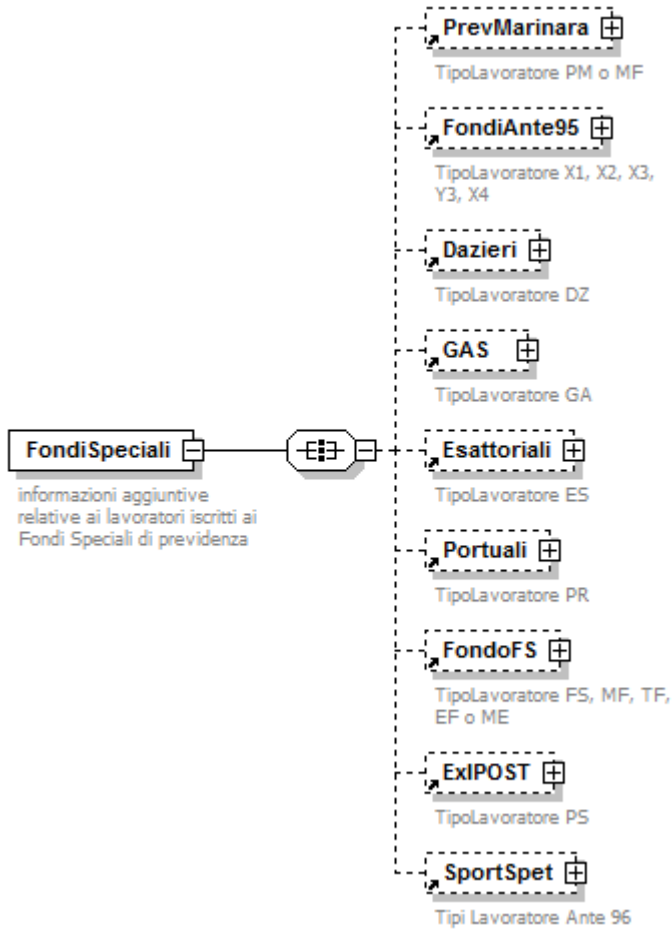 PrevMarinara
TipoLavoratore PM o MF
FondiAnte95
TipoLavoratore X1, X2, X3,
Y3, X4
Dazieri
TipoLavoratore DZ
GAS
TipoLavoratore GA
FondiSpeciali
informazioni aggiuntive
relative ai lavoratori iscritti ai
Fondi Speciali di previdenza
Esattoriali
TipoLavoratore ES
Portuali
TipoLavoratore PR
FondoFS
TipoLavoratore FS, MF, TF,
EF o ME
ExIPOST
TipoLavoratore PS
SportSpet
Tipi Lavoratore Ante 96